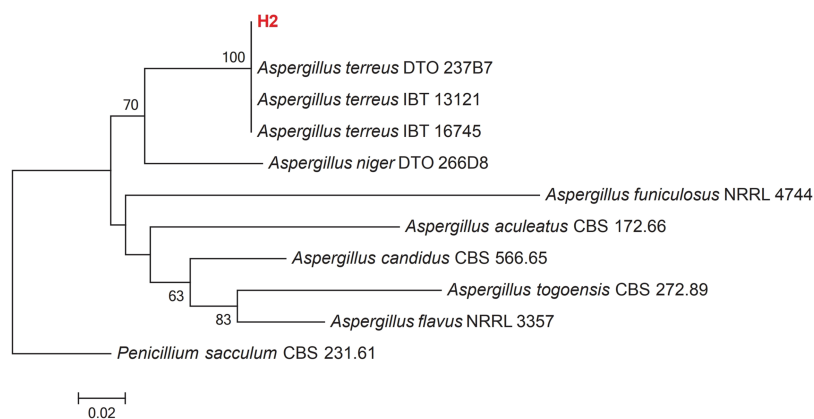 H2
100
Aspergillus terreus DTO 237B7
Aspergillus terreus IBT 13121
70
Aspergillus terreus IBT 16745
Aspergillus niger DTO 266D8
Aspergillus funiculosus NRRL 4744
Aspergillus aculeatus CBS 172.66
Aspergillus candidus CBS 566.65
63
Aspergillus togoensis CBS 272.89
83
Aspergillus flavus NRRL 3357
Penicillium sacculum CBS 231.61
0.02